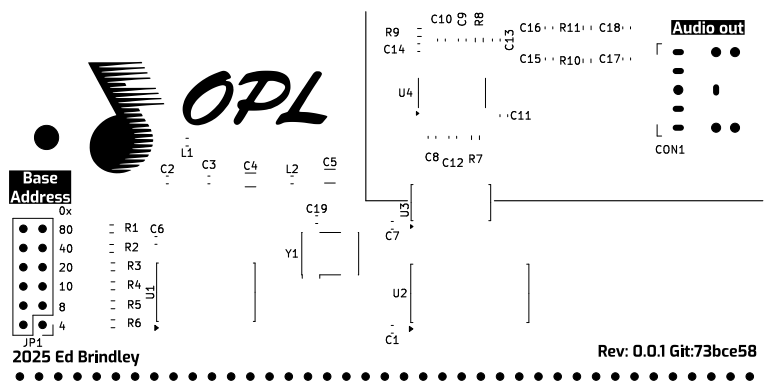 C10 C9 R8
R9
C14
C13
C16 R11 C18
C15 R10 C17
Audio out
OPL
U4
C11
CON1
L1
C2 C3 C4 L2 C5
C8 C12 R7
Base
Address
0x
80
40
20
10
8
4
JP1
R1
R2
R3
R4
R5
R6
C6
U1
C19
Y1
U3
C7
U2
C1
2025 Ed Brindley
Rev: 0.0.1 Git:73bce58